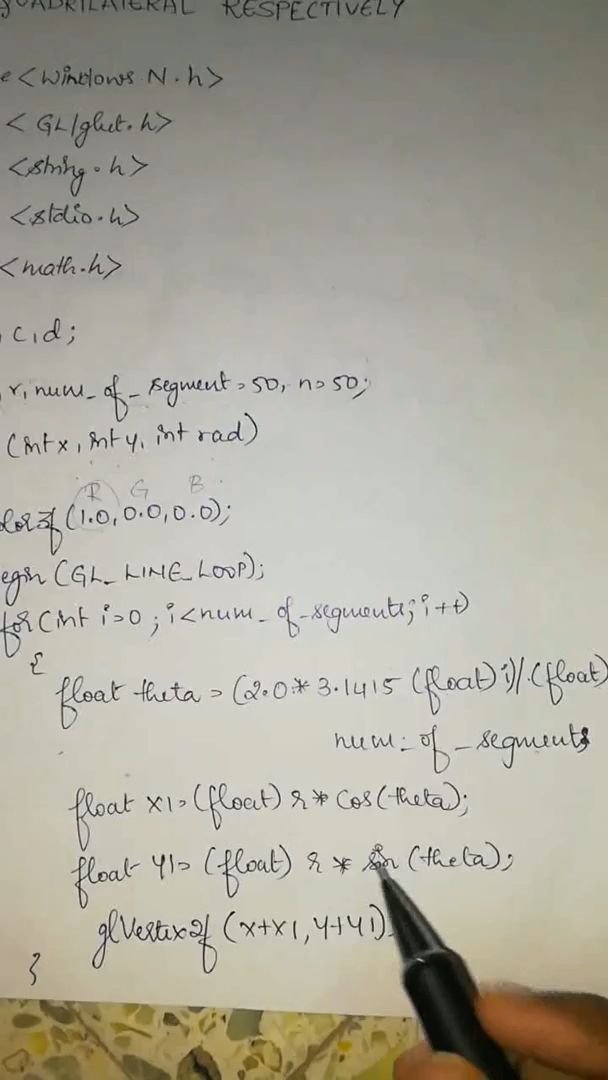 QUADRILATERAL RESPECTIVELY
e <windows N.h>
<GL/glut.h>
<string.h>
<stdio.h>
<math.h>
, c,d;
r, num_of_segment=50, n=50;
(int x, int y, int rad)
R G B
lor3f (1.0, 0.0, 0.0);
egin (GL_LINE_LOOP);
for (int i=0 ; i<num_of_segments; i++)
{
float theta = (2.0* 3.1415 (float) i)/(float)
num_of_segments
float x1=(float) r* cos(theta);
float y1=(float) r* sin (theta);
glVertex2f (x+x1, y+y1)
}